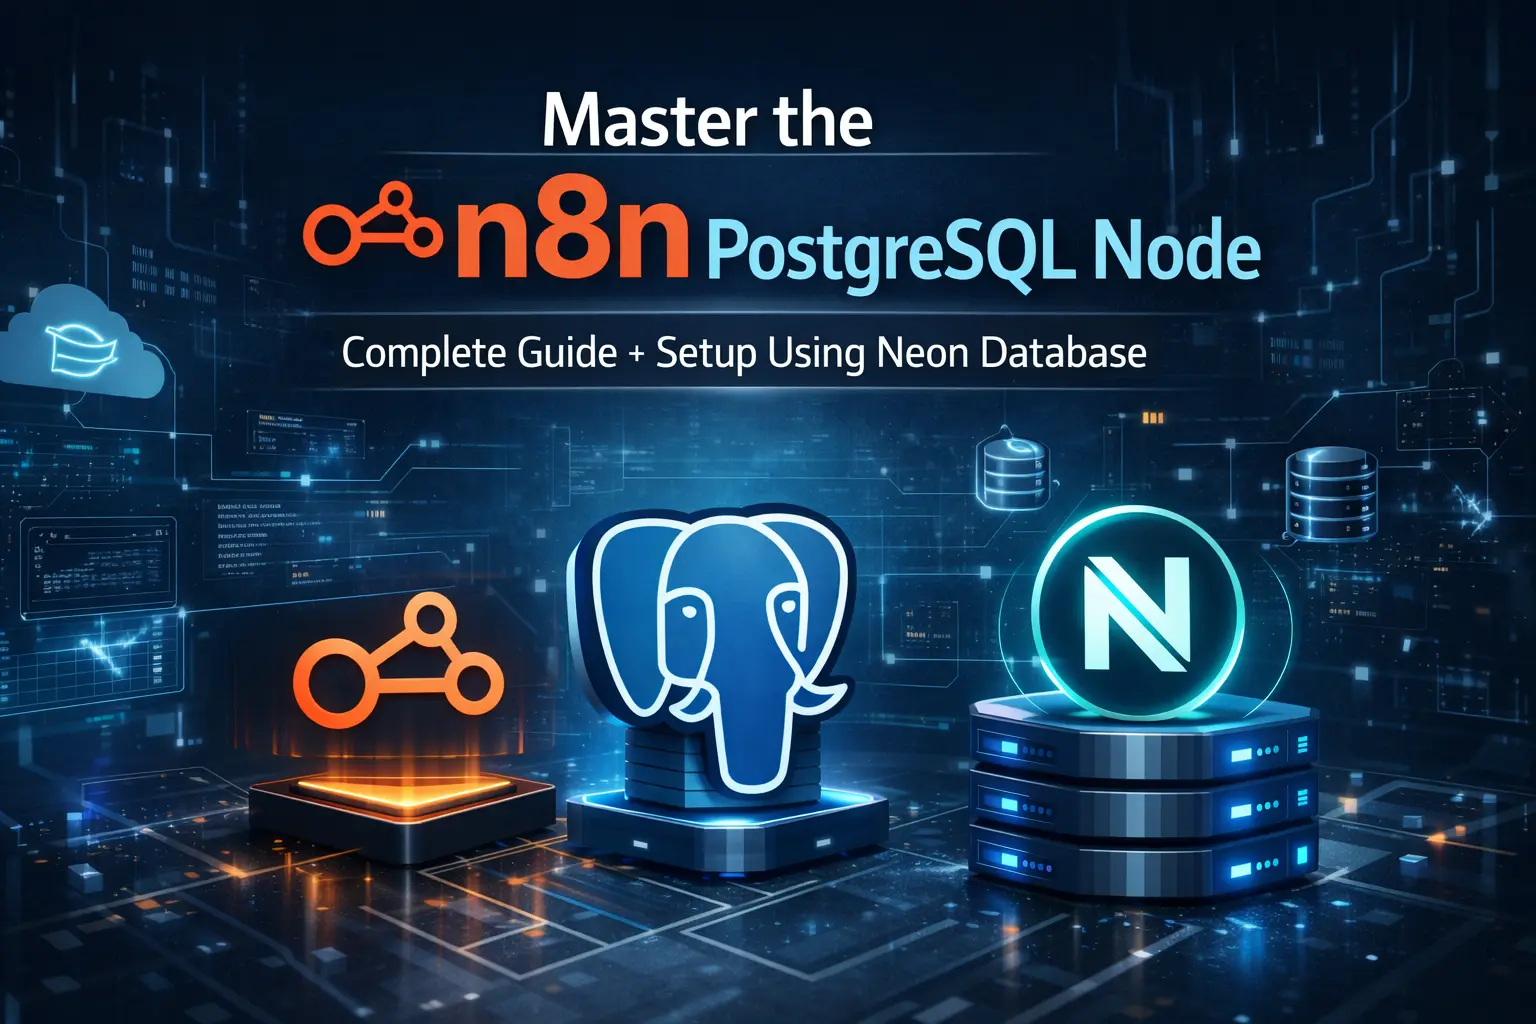 Master the
n8n PostgreSQL Node
Complete Guide + Setup Using Neon Database
N